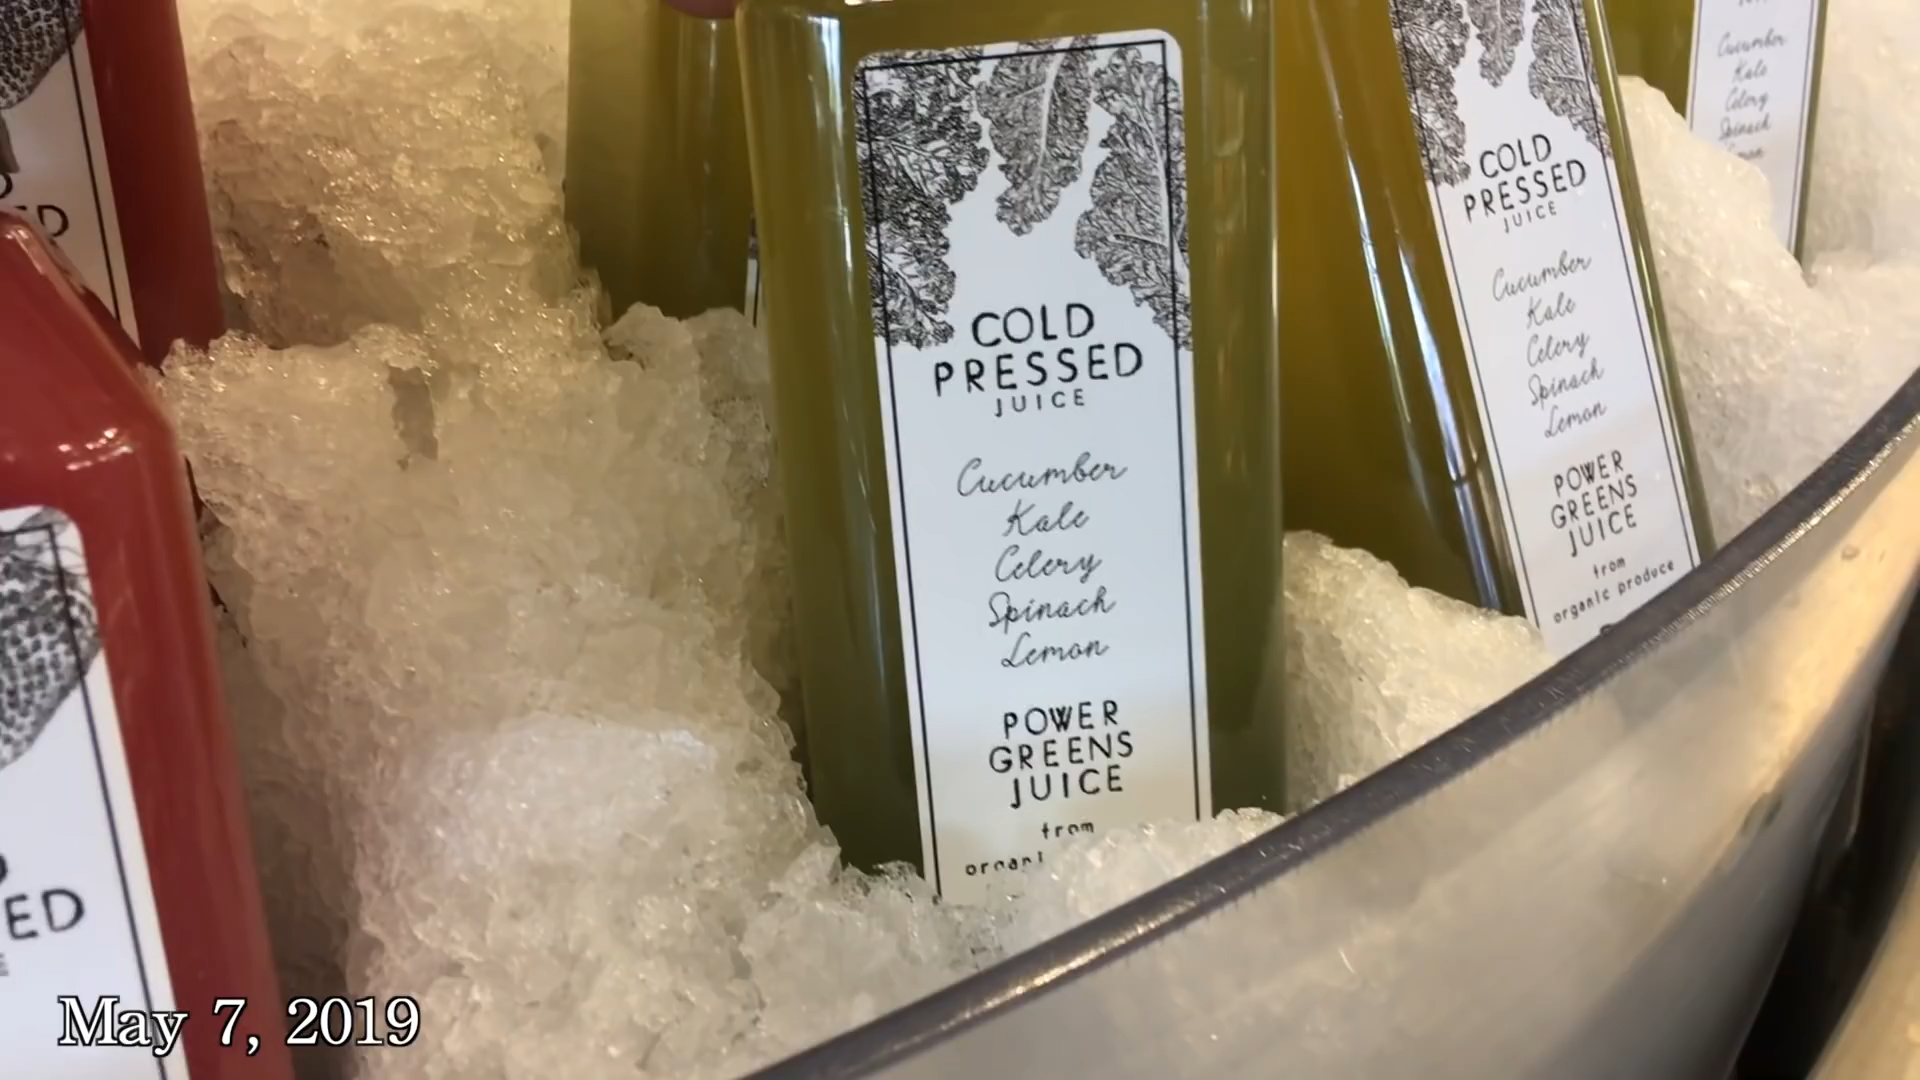 COLD
PRESSED
JUICE
Cucumber
Kale
Celery
Spinach
Lemon
POWER
GREENS
JUICE
from
COLD
PRESSED
JUICE
Cucumber
Kale
Celery
Spinach
Lemon
POWER
GREENS
JUICE
from
organic produce
Cucumber
Kale
Celery
Spinach
Lemon
ED
May 7, 2019